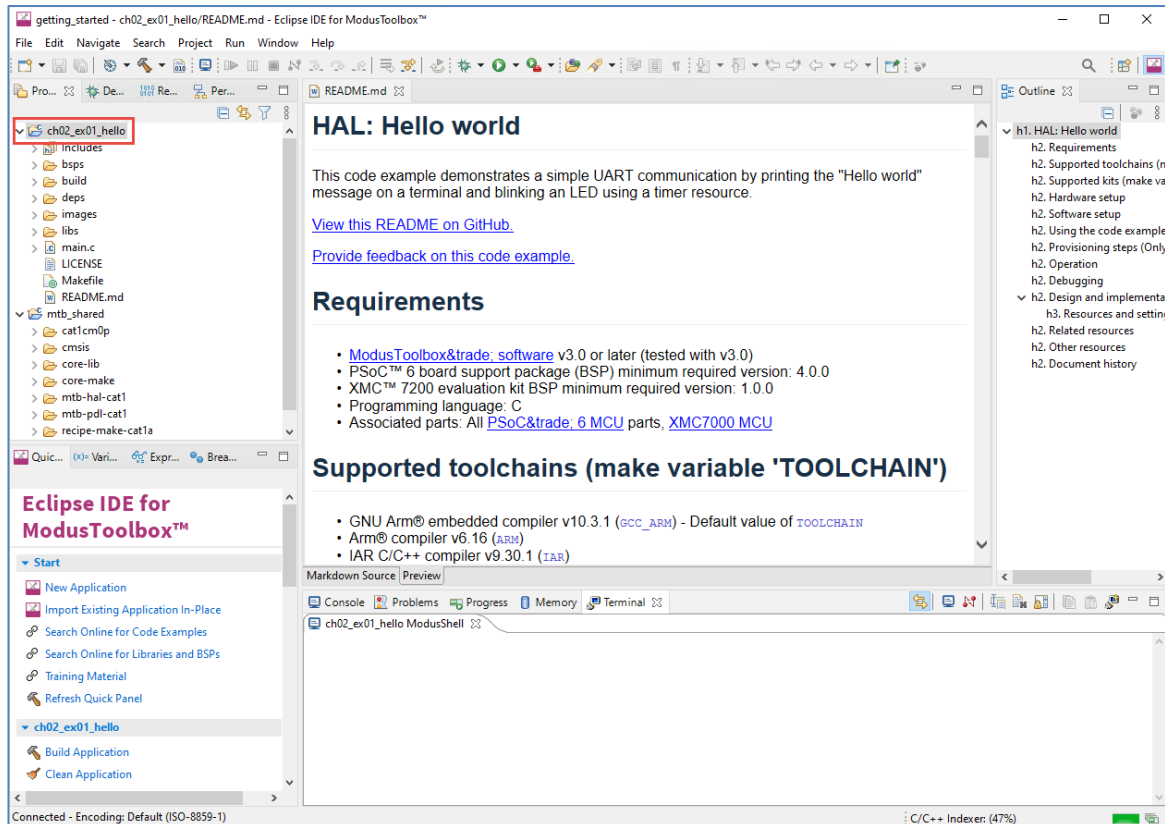 getting_started - ch02_ex01_hello/README.md - Eclipse IDE for ModusToolbox™
File Edit Navigate Search Project Run Window Help
Pro... De... Re... Per...
ch02_ex01_hello
Includes
bsps
build
deps
images
libs
main.c
LICENSE
Makefile
README.md
mtb_shared
cat1cm0p
cmsis
core-lib
core-make
mtb-hal-cat1
mtb-pdl-cat1
recipe-make-cat1a
README.md
HAL: Hello world
This code example demonstrates a simple UART communication by printing the "Hello world"
message on a terminal and blinking an LED using a timer resource.
View this README on GitHub.
Provide feedback on this code example.
Requirements
• ModusToolbox&trade; software v3.0 or later (tested with v3.0)
• PSoC™ 6 board support package (BSP) minimum required version: 4.0.0
• XMC™ 7200 evaluation kit BSP minimum required version: 1.0.0
• Programming language: C
• Associated parts: All PSoC&trade; 6 MCU parts, XMC7000 MCU
Supported toolchains (make variable 'TOOLCHAIN')
• GNU Arm® embedded compiler v10.3.1 (GCC_ARM) - Default value of TOOLCHAIN
• Arm® compiler v6.16 (ARM)
• IAR C/C++ compiler v9.30.1 (IAR)
Markdown Source Preview
Outline
h1. HAL: Hello world
h2. Requirements
h2. Supported toolchains (m
h2. Supported kits (make va
h2. Hardware setup
h2. Software setup
h2. Using the code example
h2. Provisioning steps (Only
h2. Operation
h2. Debugging
h2. Design and implementa
h3. Resources and setting
h2. Related resources
h2. Other resources
h2. Document history
Quic... (x)= Vari... Expr... Brea...
Eclipse IDE for
ModusToolbox™
Start
New Application
Import Existing Application In-Place
Search Online for Code Examples
Search Online for Libraries and BSPs
Training Material
Refresh Quick Panel
ch02_ex01_hello
Build Application
Clean Application
Console Problems Progress Memory Terminal
ch02_ex01_hello ModusShell
Connected - Encoding: Default (ISO-8859-1)
C/C++ Indexer: (47%)